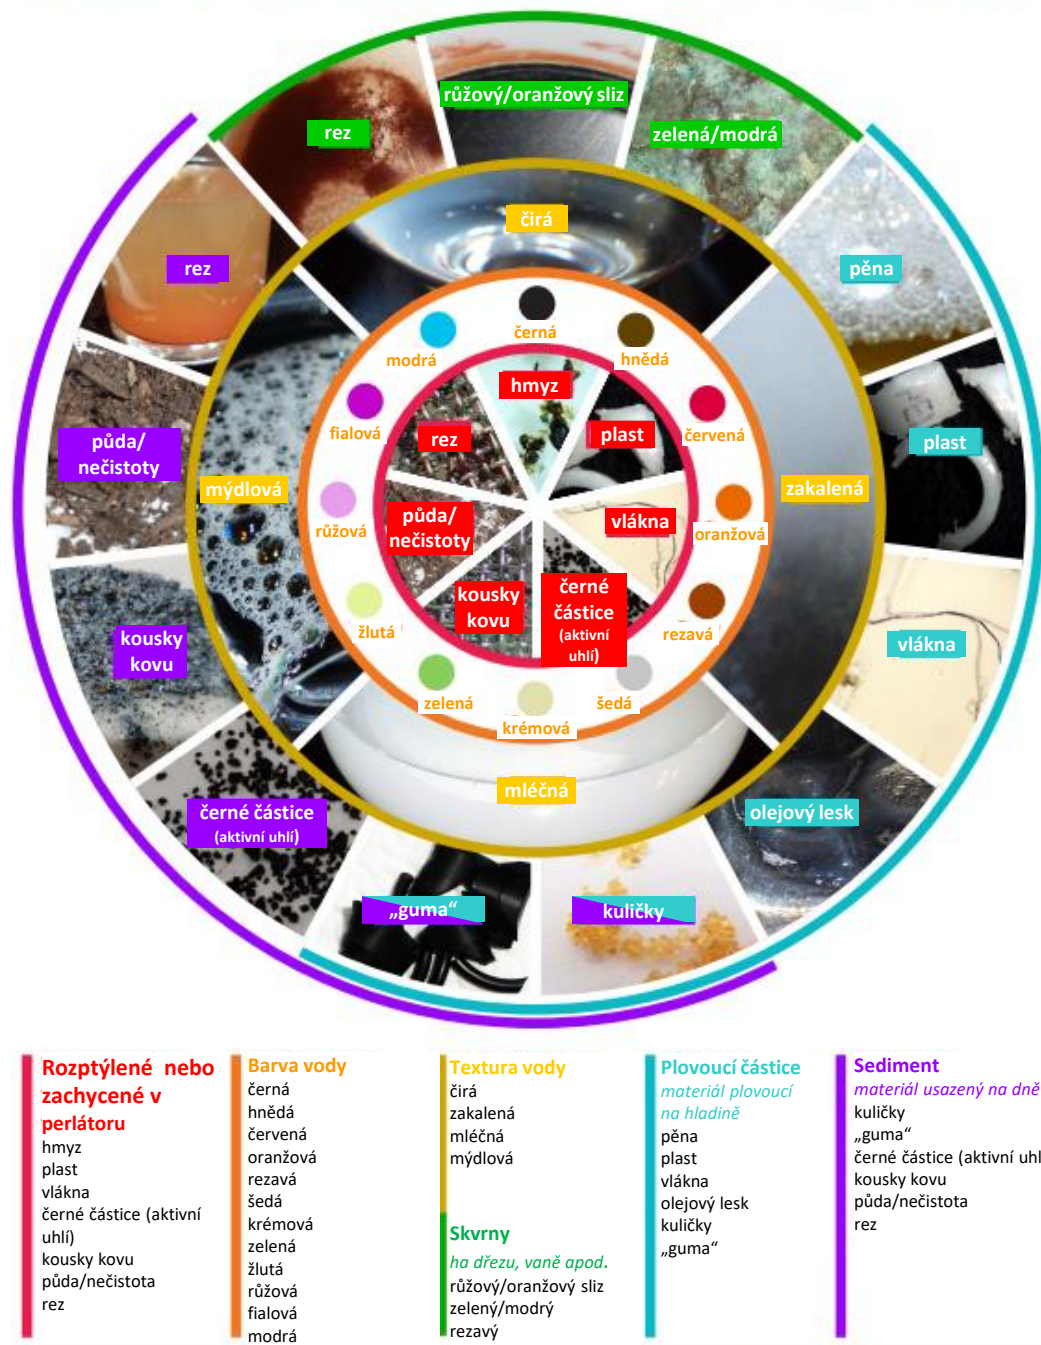 růžový/oranžový sliz
rez
zelená/modrá
čirá
rez
pěna
černá
modrá
hnědá
hmyz
fialová
rez
plast
červená
půda/
nečistoty
plast
mýdlová
zakalená
růžová
půda/
nečistoty
vlákna
oranžová
kousky
kovu
černé
částice
(aktivní
uhlí)
žlutá
rezavá
kousky
kovu
vlákna
zelená
šedá
krémová
mléčná
černé částice
(aktivní uhlí)
olejový lesk
„guma“
kuličky
Rozptýlené nebo
zachycené v
perlátoru
hmyz
plast
vlákna
černé částice (aktivní
uhlí)
kousky kovu
půda/nečistota
rez
Barva vody
černá
hnědá
červená
oranžová
rezavá
šedá
krémová
zelená
žlutá
růžová
fialová
modrá
Textura vody
čirá
zakalená
mléčná
mýdlová
Skvrny
ha dřezu, vaně apod.
růžový/oranžový sliz
zelený/modrý
rezavý
Plovoucí částice
materiál plovoucí
na hladině
pěna
plast
vlákna
olejový lesk
kuličky
„guma“
Sediment
materiál usazený na dně
kuličky
„guma“
černé částice (aktivní uhl
kousky kovu
půda/nečistota
rez